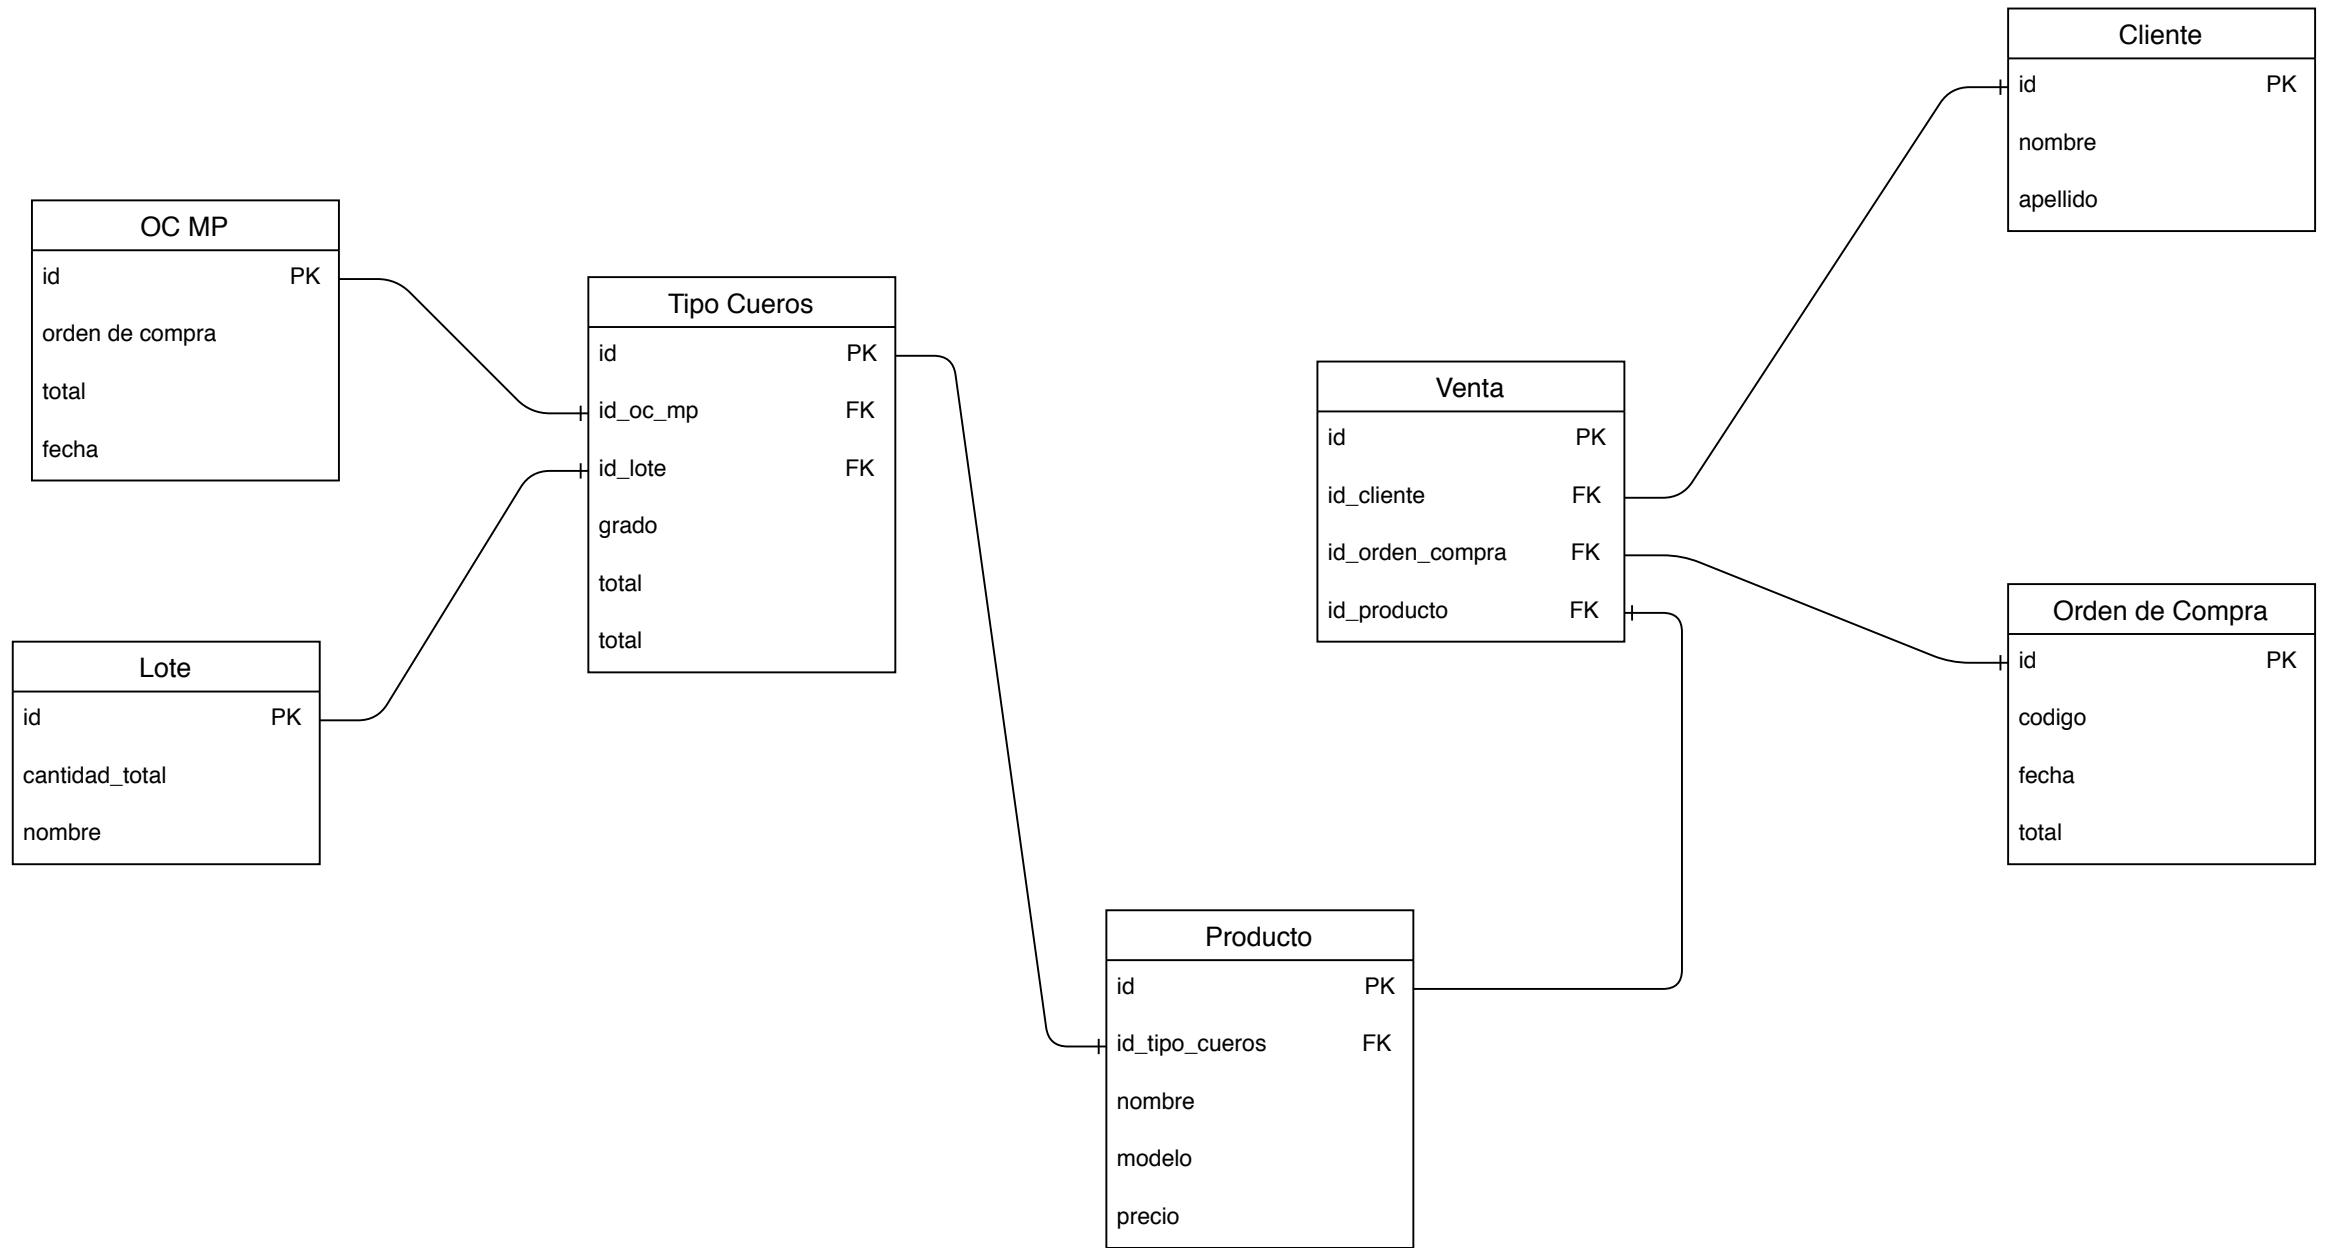 Cliente
id PK
nombre
apellido
OC MP
id PK
orden de compra
total
fecha
Tipo Cueros
id PK
id_oc_mp FK
id_lote FK
grado
total
total
Venta
id PK
id_cliente FK
id_orden_compra FK
id_producto FK
Orden de Compra
id PK
codigo
fecha
total
Lote
id PK
cantidad_total
nombre
Producto
id PK
id_tipo_cueros FK
nombre
modelo
precio